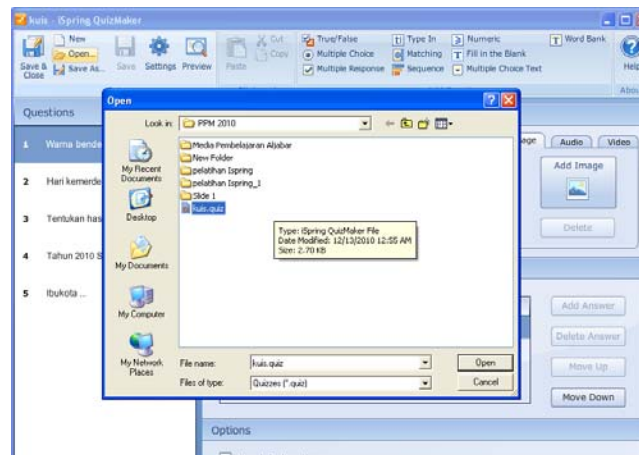 kuis - iSpring QuizMaker
Save & Close
New
Open...
Save As...
Save
Settings
Preview
Paste
Cut
Copy
True/False
Multiple Choice
Multiple Response
Type In
Matching
Sequence
Numeric
Fill in the Blank
Multiple Choice Text
Word Bank
Help
Questions
1 Warna bende
2 Hari kemerde
3 Tentukan has
4 Tahun 2010 S
5 Ibukota ...
Open
Look in: PPM 2010
My Recent Documents
Desktop
My Documents
My Computer
My Network Places
Media Pembelajaran Aljabar
New Folder
pelatihan Ispring
pelatihan Ispring_1
Slide 1
kuis.quiz
Type: iSpring QuizMaker File
Date Modified: 12/13/2010 12:55 AM
Size: 2.70 KB
File name: kuis.quiz
Files of type: Quizzes (*.quiz)
Open
Cancel
Audio
Video
Add Image
Delete
Add Answer
Delete Answer
Move Up
Move Down
Options